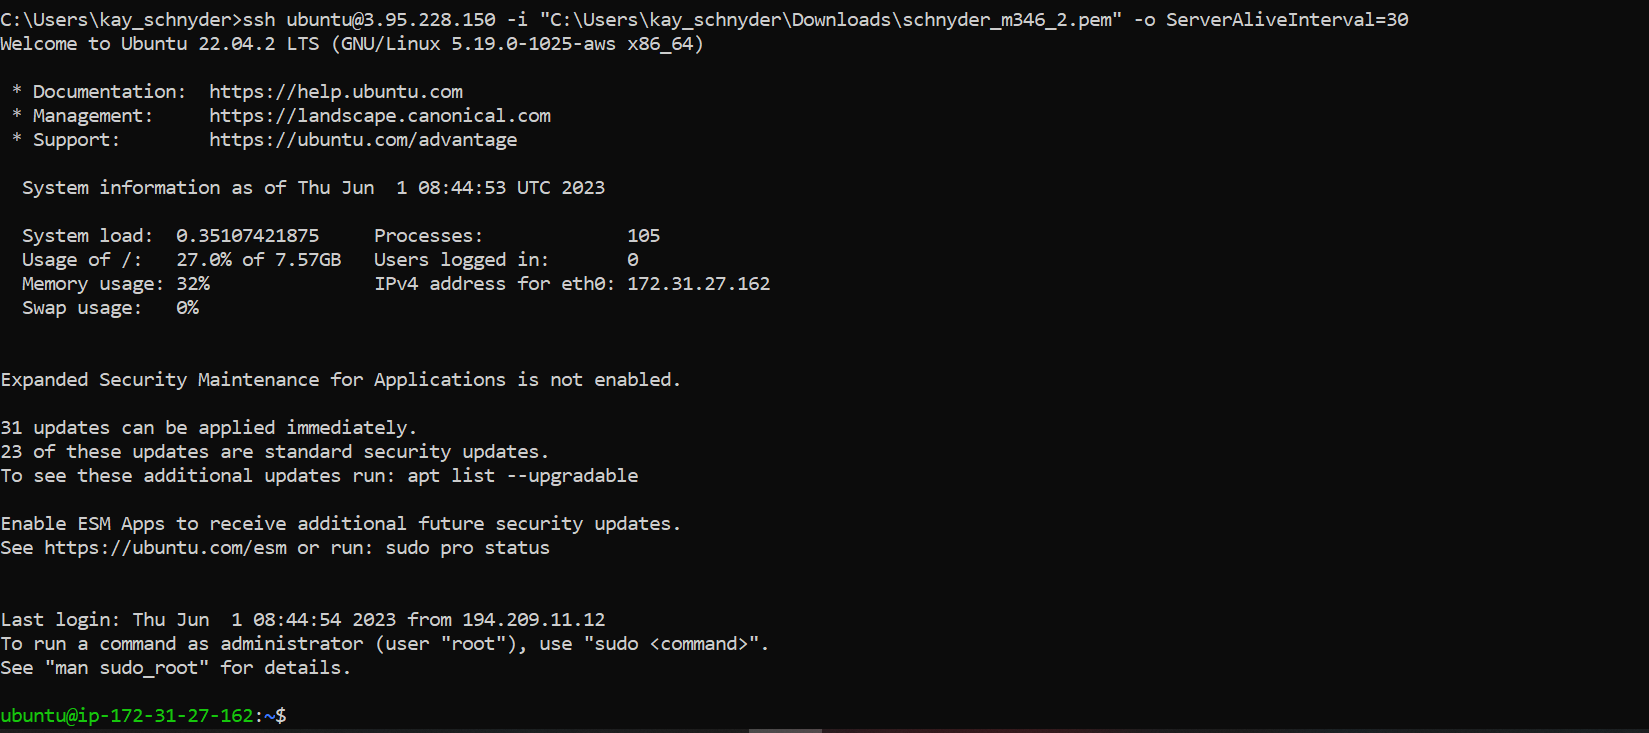 C:\Users\kay_schnyder>ssh ubuntu@3.95.228.150 -i "C:\Users\kay_schnyder\Downloads\schnyder_m346_2.pem" -o ServerAliveInterval=30
Welcome to Ubuntu 22.04.2 LTS (GNU/Linux 5.19.0-1025-aws x86_64)

 * Documentation:  https://help.ubuntu.com
 * Management:     https://landscape.canonical.com
 * Support:        https://ubuntu.com/advantage

  System information as of Thu Jun  1 08:44:53 UTC 2023

  System load:  0.35107421875     Processes:             105
  Usage of /:   27.0% of 7.57GB   Users logged in:       0
  Memory usage: 32%               IPv4 address for eth0: 172.31.27.162
  Swap usage:   0%


Expanded Security Maintenance for Applications is not enabled.

31 updates can be applied immediately.
23 of these updates are standard security updates.
To see these additional updates run: apt list --upgradable

Enable ESM Apps to receive additional future security updates.
See https://ubuntu.com/esm or run: sudo pro status


Last login: Thu Jun  1 08:44:54 2023 from 194.209.11.12
To run a command as administrator (user "root"), use "sudo <command>".
See "man sudo_root" for details.

ubuntu@ip-172-31-27-162:~$